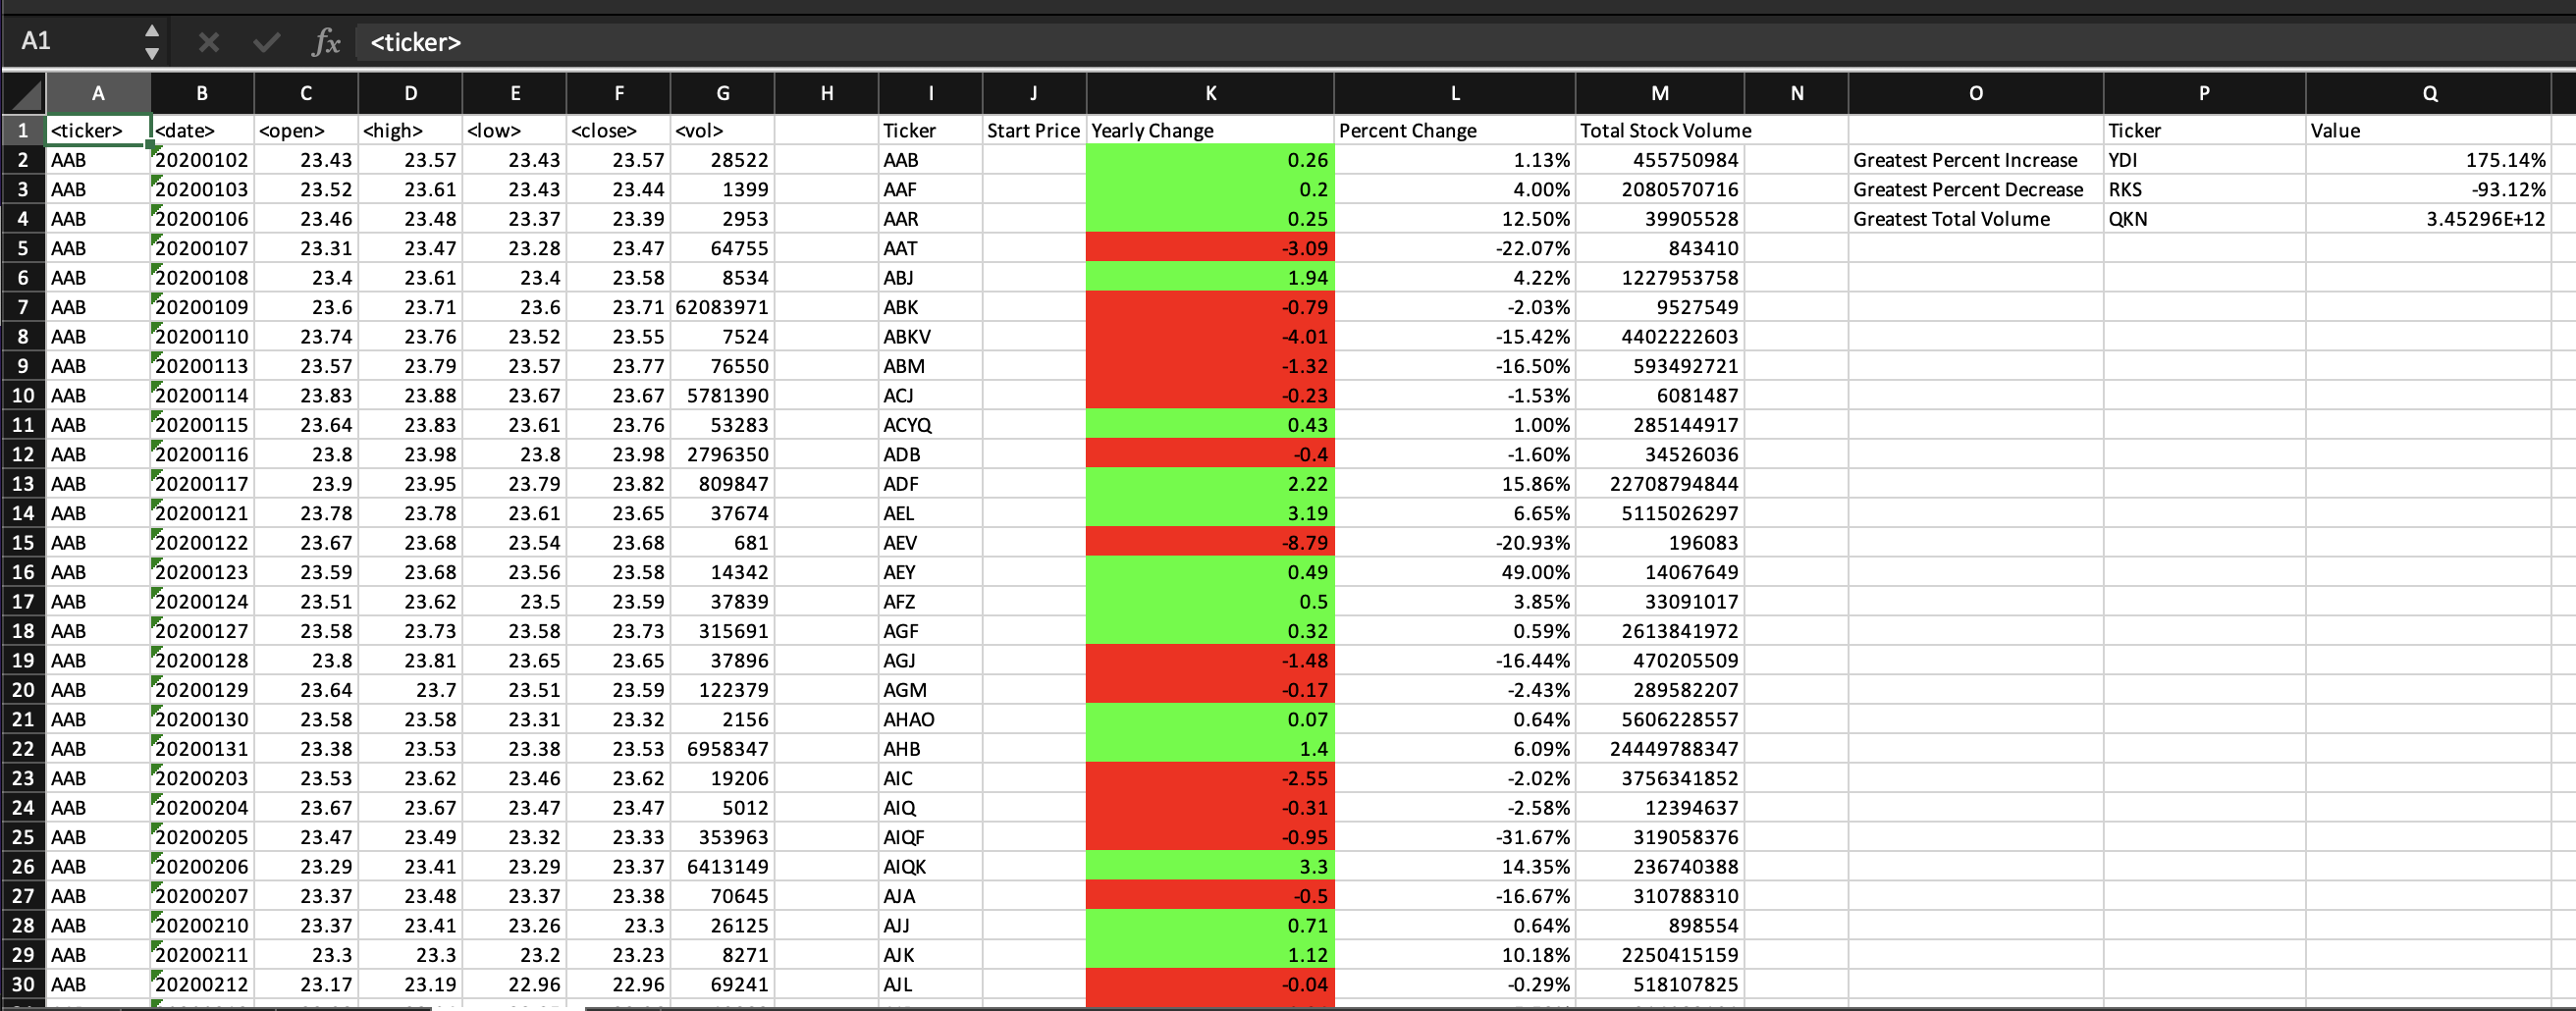 A1 fx <ticker>
A B C D E F G H I J K L M N O P Q
1 <ticker> <date> <open> <high> <low> <close> <vol> Ticker Start Price Yearly Change Percent Change Total Stock Volume Ticker Value
2 AAB 20200102 23.43 23.57 23.43 23.57 28522 AAB 0.26 1.13% 455750984 Greatest Percent Increase YDI 175.14%
3 AAB 20200103 23.52 23.61 23.43 23.44 1399 AAF 0.2 4.00% 2080570716 Greatest Percent Decrease RKS -93.12%
4 AAB 20200106 23.46 23.48 23.37 23.39 2953 AAR 0.25 12.50% 39905528 Greatest Total Volume QKN 3.45296E+12
5 AAB 20200107 23.31 23.47 23.28 23.47 64755 AAT -3.09 -22.07% 843410
6 AAB 20200108 23.4 23.61 23.4 23.58 8534 ABJ 1.94 4.22% 1227953758
7 AAB 20200109 23.6 23.71 23.6 23.71 62083971 ABK -0.79 -2.03% 9527549
8 AAB 20200110 23.74 23.76 23.52 23.55 7524 ABKV -4.01 -15.42% 4402222603
9 AAB 20200113 23.57 23.79 23.57 23.77 76550 ABM -1.32 -16.50% 593492721
10 AAB 20200114 23.83 23.88 23.67 23.67 5781390 ACJ -0.23 -1.53% 6081487
11 AAB 20200115 23.64 23.83 23.61 23.76 53283 ACYQ 0.43 1.00% 285144917
12 AAB 20200116 23.8 23.98 23.8 23.98 2796350 ADB -0.4 -1.60% 34526036
13 AAB 20200117 23.9 23.95 23.79 23.82 809847 ADF 2.22 15.86% 22708794844
14 AAB 20200121 23.78 23.78 23.61 23.65 37674 AEL 3.19 6.65% 5115026297
15 AAB 20200122 23.67 23.68 23.54 23.68 681 AEV -8.79 -20.93% 196083
16 AAB 20200123 23.59 23.68 23.56 23.58 14342 AEY 0.49 49.00% 14067649
17 AAB 20200124 23.51 23.62 23.5 23.59 37839 AFZ 0.5 3.85% 33091017
18 AAB 20200127 23.58 23.73 23.58 23.73 315691 AGF 0.32 0.59% 2613841972
19 AAB 20200128 23.8 23.81 23.65 23.65 37896 AGJ -1.48 -16.44% 470205509
20 AAB 20200129 23.64 23.7 23.51 23.59 122379 AGM -0.17 -2.43% 289582207
21 AAB 20200130 23.58 23.58 23.31 23.32 2156 AHAO 0.07 0.64% 5606228557
22 AAB 20200131 23.38 23.53 23.38 23.53 6958347 AHB 1.4 6.09% 24449788347
23 AAB 20200203 23.53 23.62 23.46 23.62 19206 AIC -2.55 -2.02% 3756341852
24 AAB 20200204 23.67 23.67 23.47 23.47 5012 AIQ -0.31 -2.58% 12394637
25 AAB 20200205 23.47 23.49 23.32 23.33 353963 AIQF -0.95 -31.67% 319058376
26 AAB 20200206 23.29 23.41 23.29 23.37 6413149 AIQK 3.3 14.35% 236740388
27 AAB 20200207 23.37 23.48 23.37 23.38 70645 AJA -0.5 -16.67% 310788310
28 AAB 20200210 23.37 23.41 23.26 23.3 26125 AJJ 0.71 0.64% 898554
29 AAB 20200211 23.3 23.3 23.2 23.23 8271 AJK 1.12 10.18% 2250415159
30 AAB 20200212 23.17 23.19 22.96 22.96 69241 AJL -0.04 -0.29% 518107825